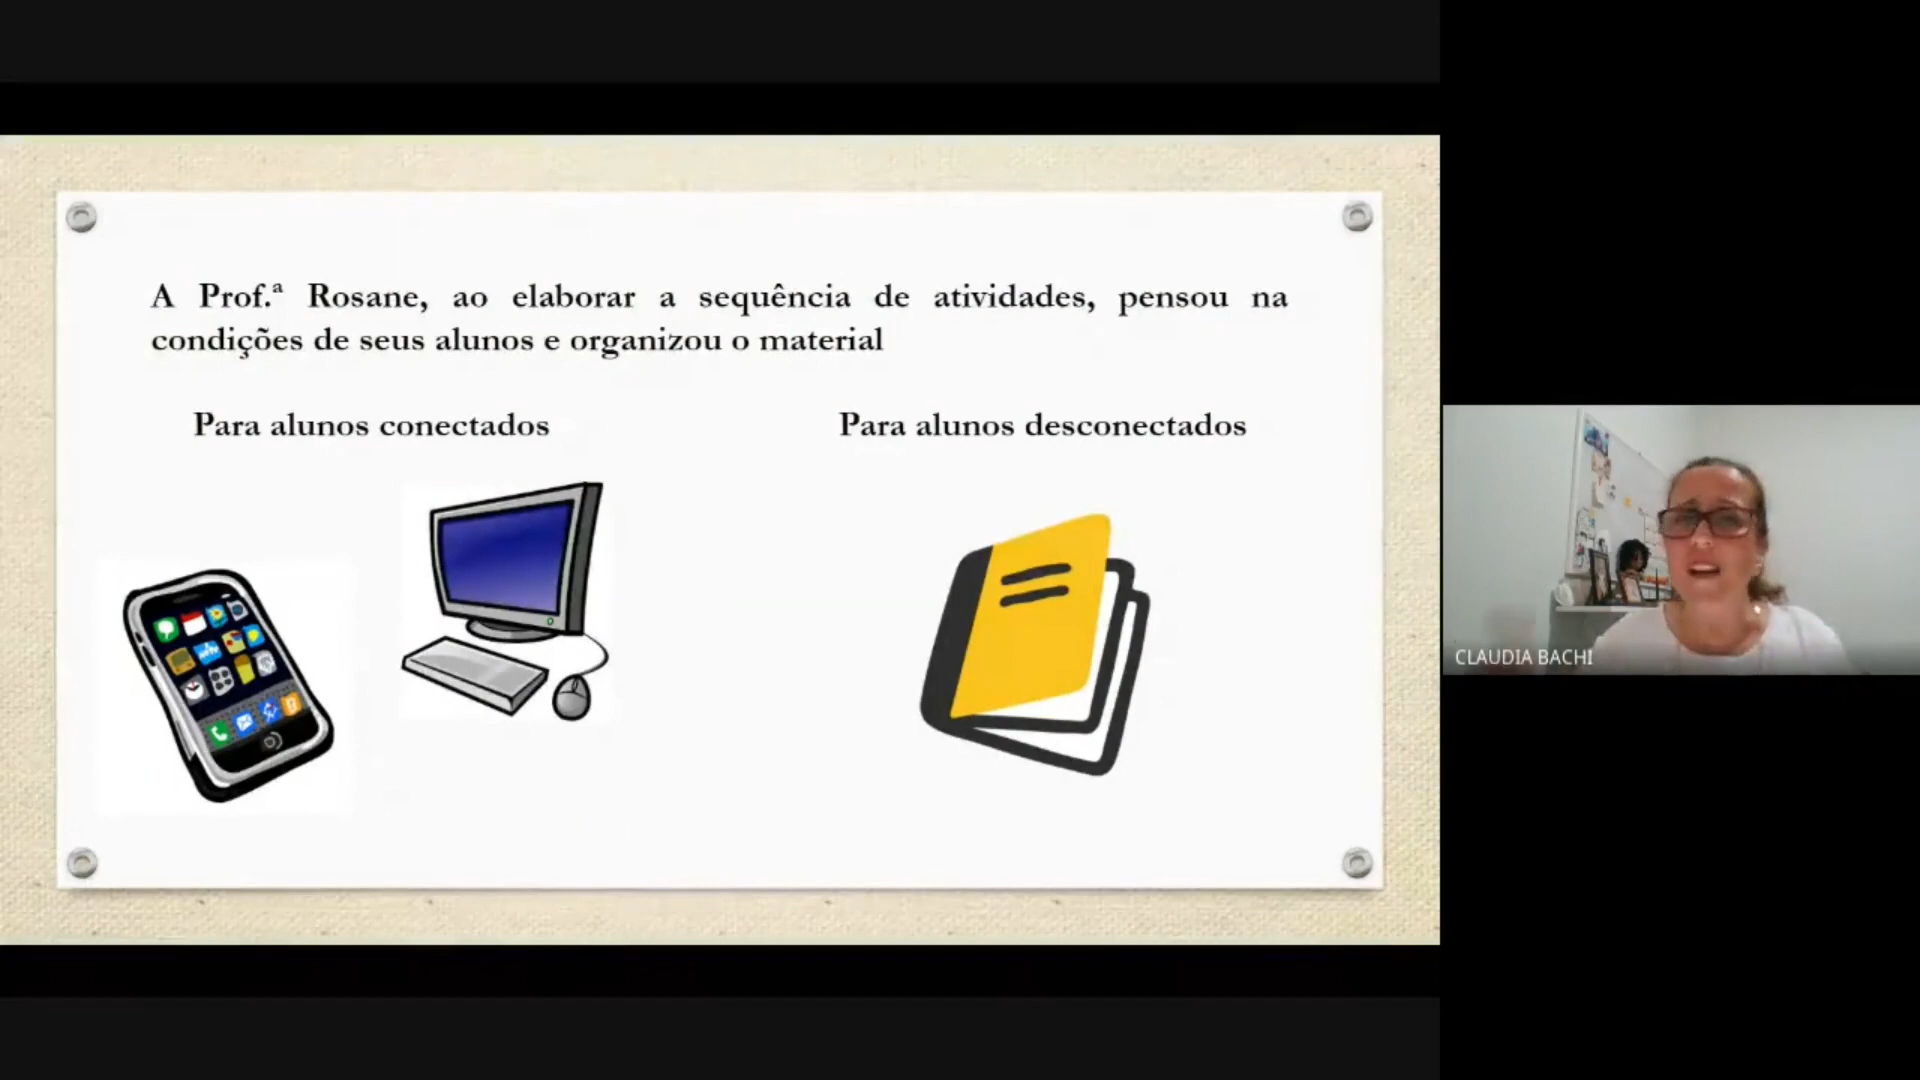 A Prof.ª Rosane, ao elaborar a sequência de atividades, pensou na
condições de seus alunos e organizou o material
Para alunos conectados
Para alunos desconectados
CLAUDIA BACHI